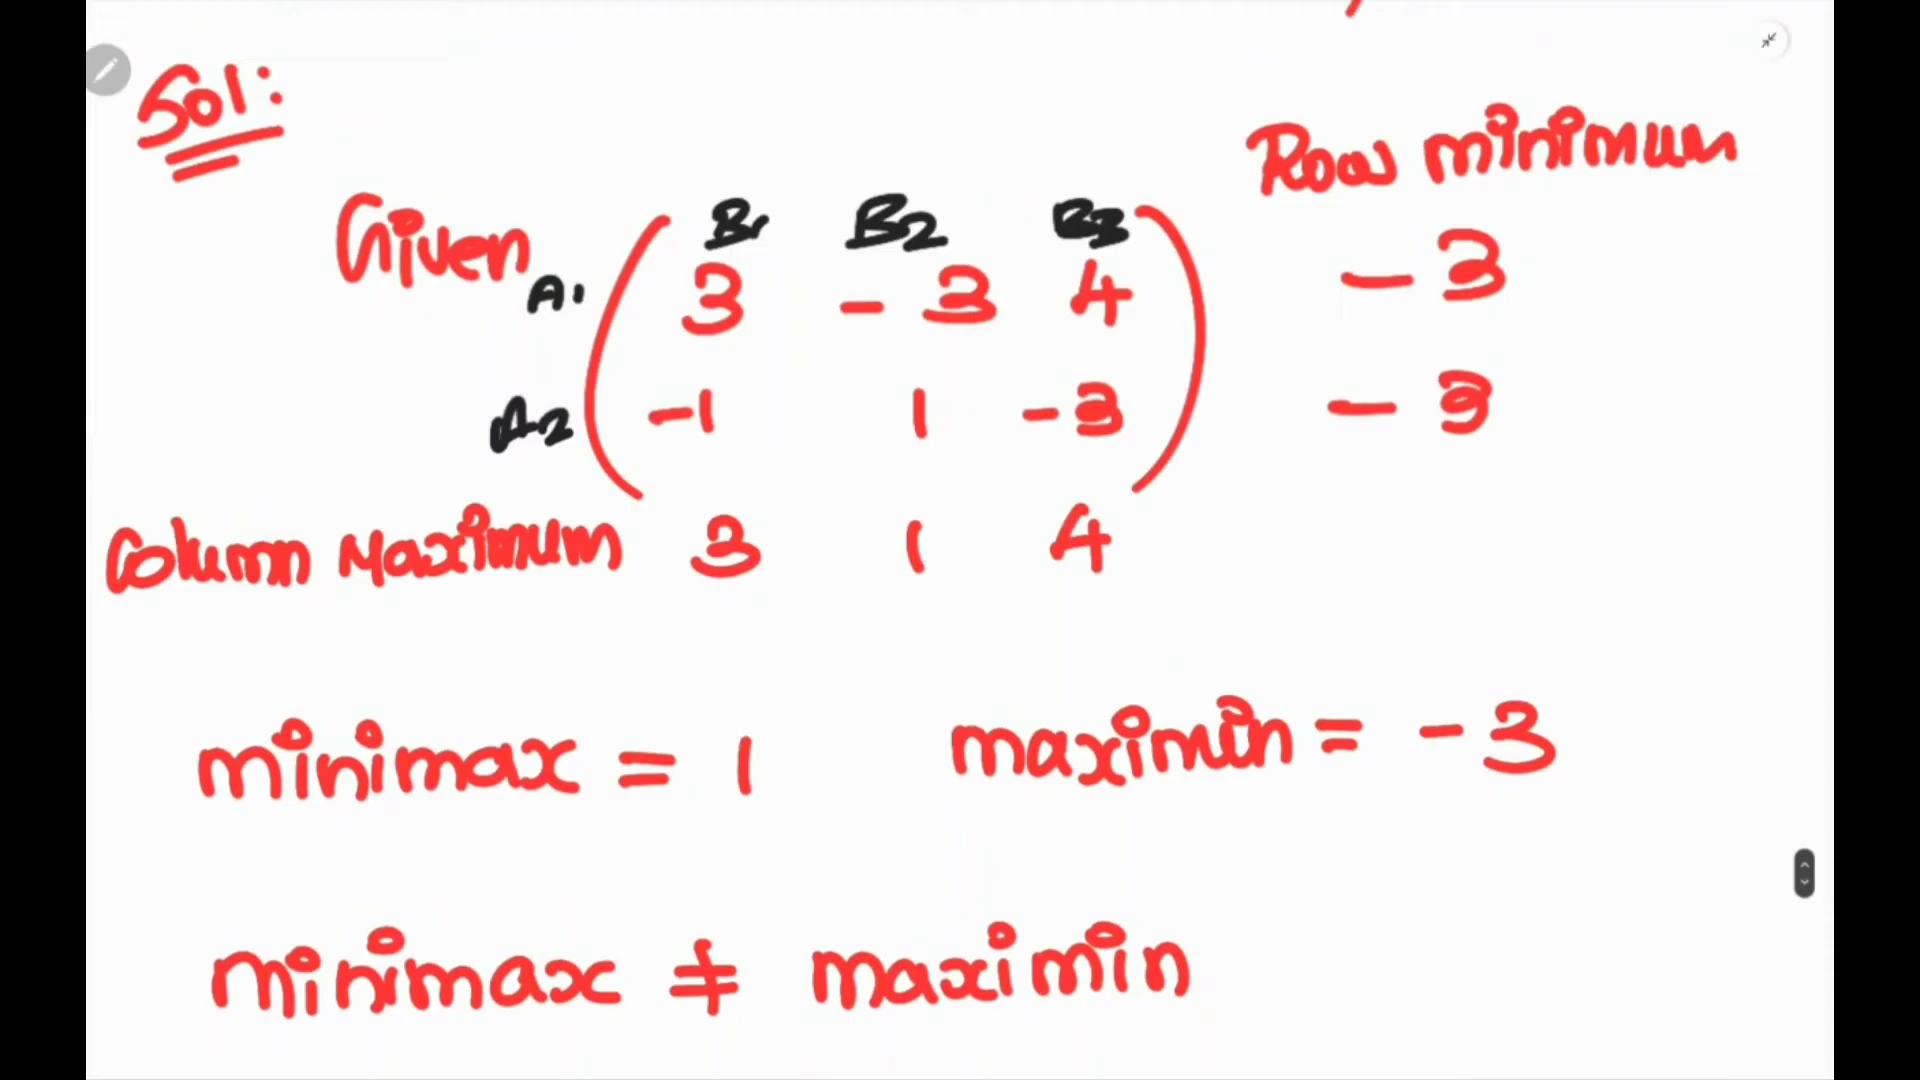 Sol:
Row minimum
Given B1 B2 B3
A1 3 - 3 4 - 3
A2 -1 1 -3 - 3
Column Maximum 3 1 4
minimax = 1 maximin = - 3
minimax ≠ maximin